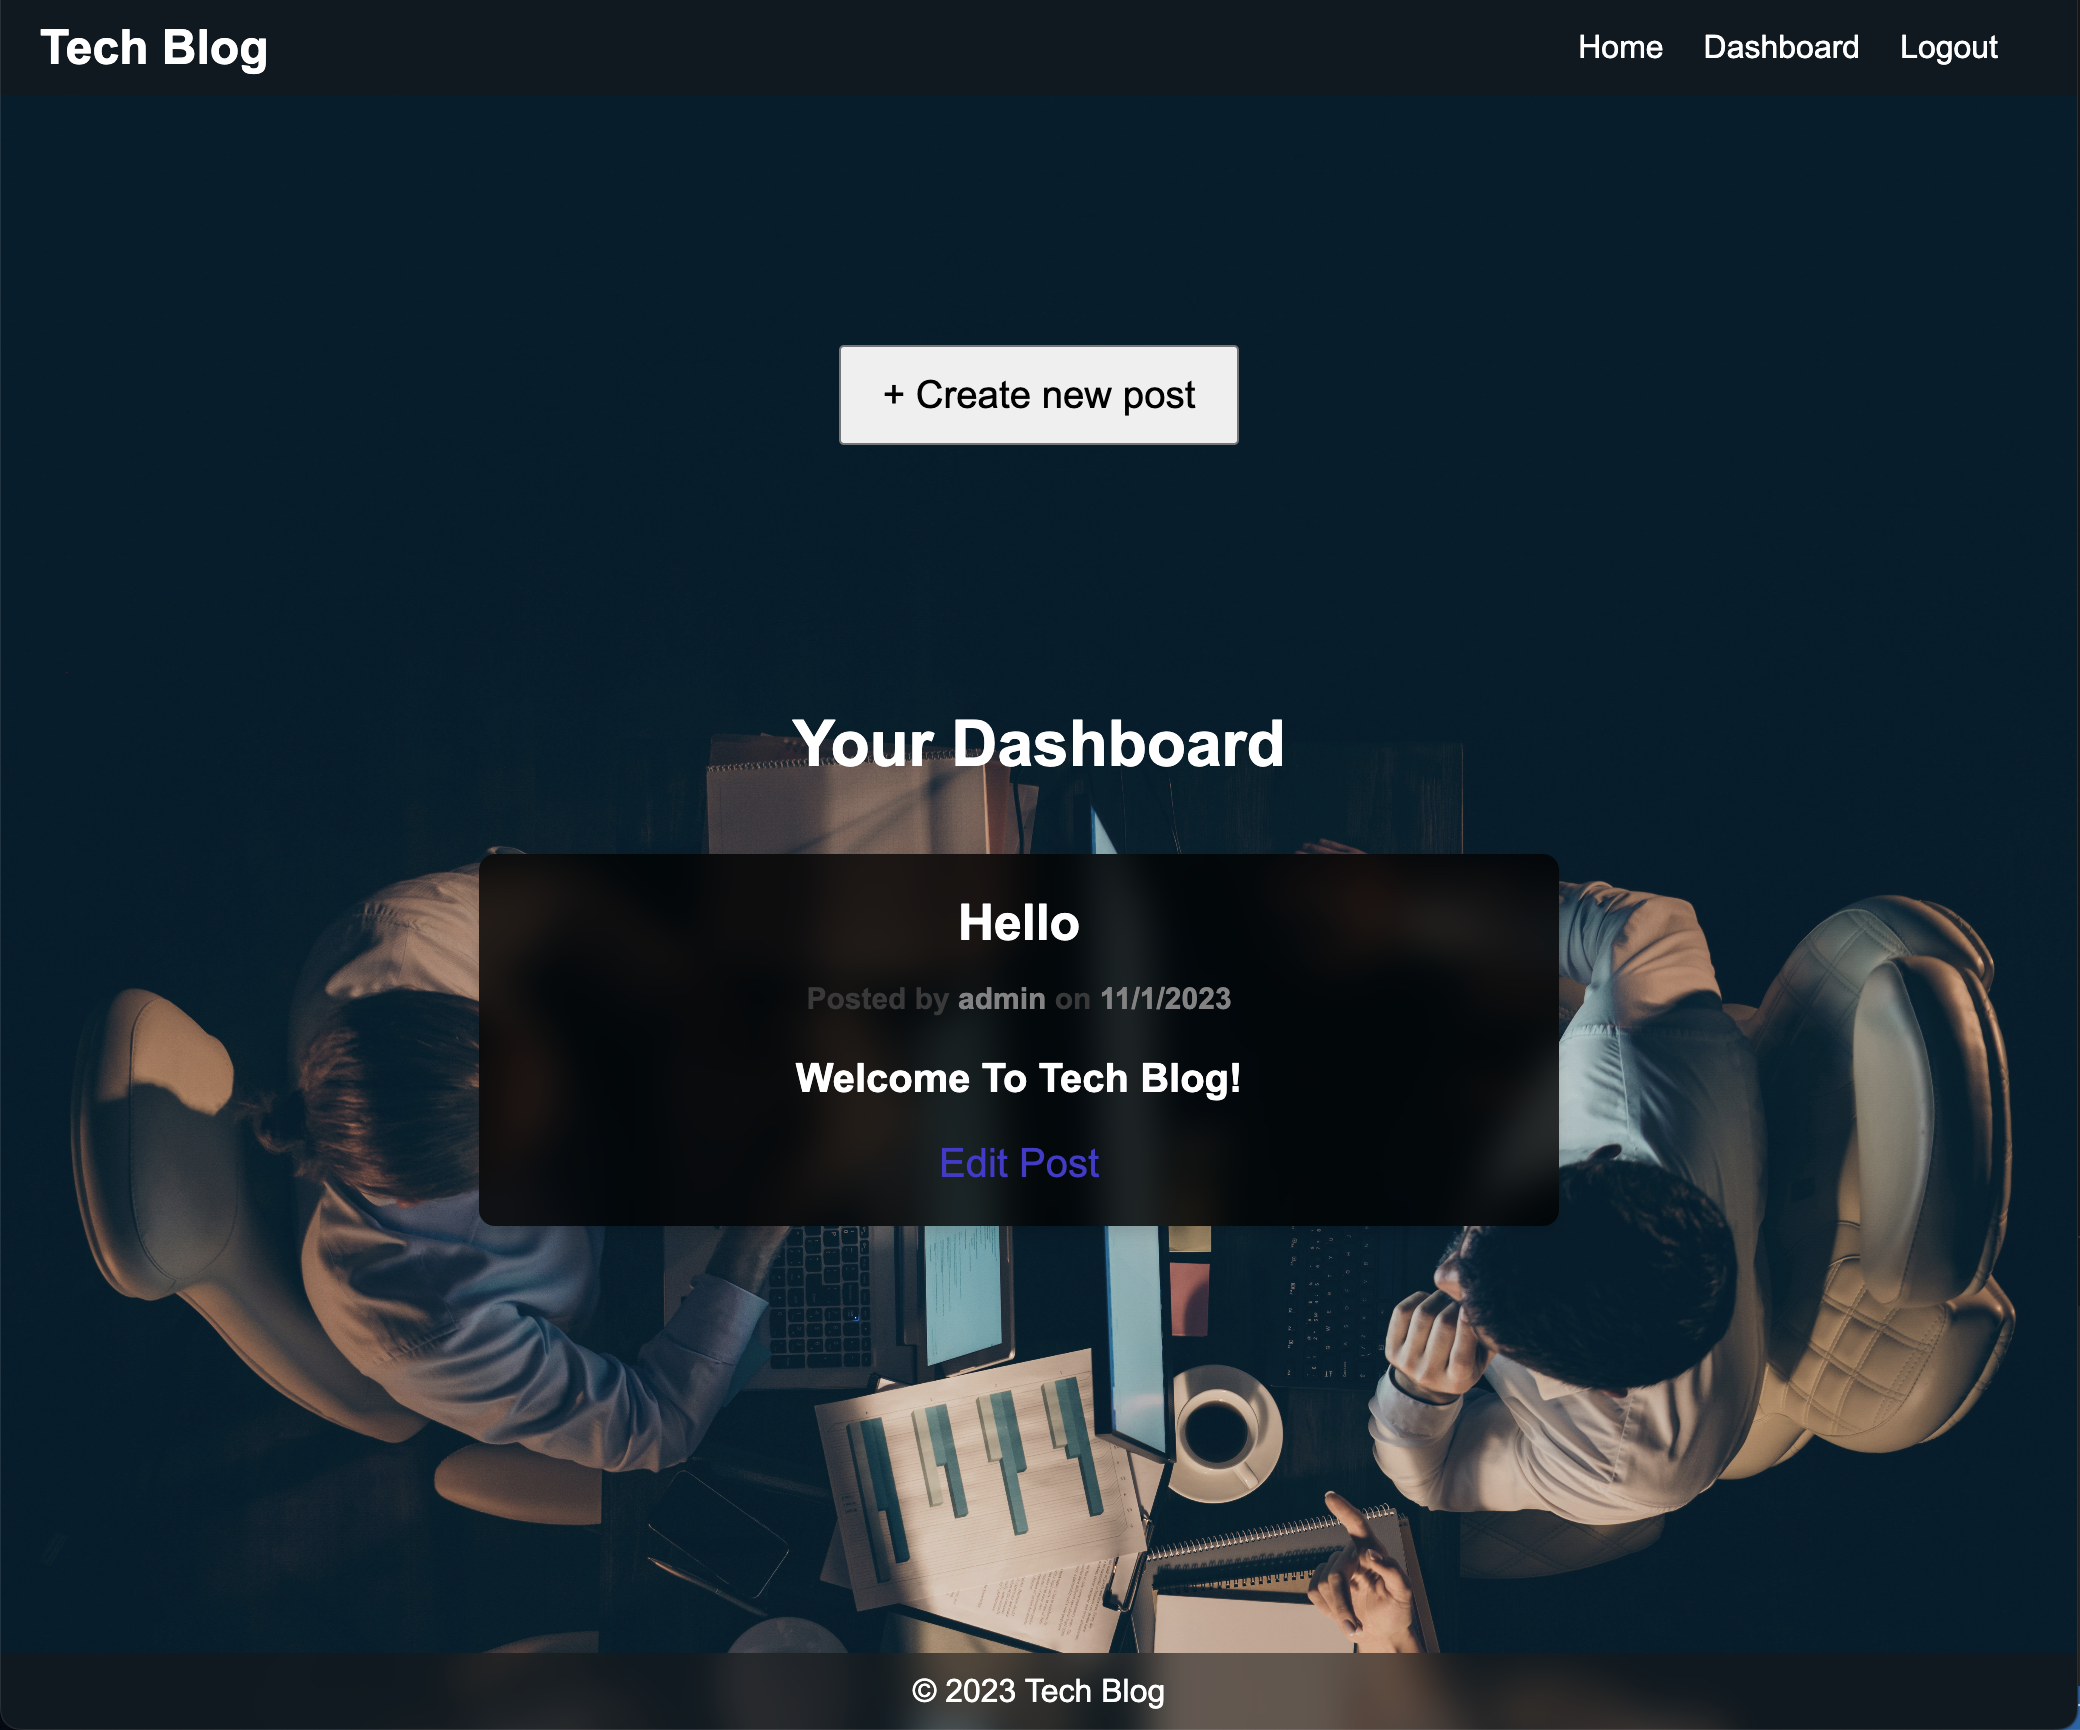 Tech Blog
Home Dashboard Logout
+ Create new post
Your Dashboard
Hello
Posted by admin on 11/1/2023
Welcome To Tech Blog!
Edit Post
© 2023 Tech Blog